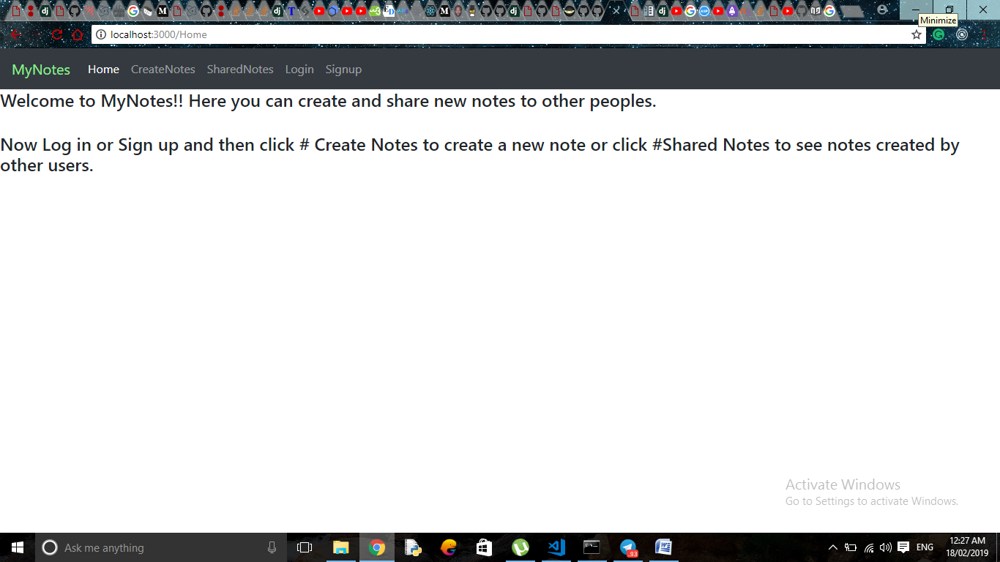 Minimize
localhost:3000/Home
MyNotes Home CreateNotes SharedNotes Login Signup
Welcome to MyNotes!! Here you can create and share new notes to other peoples.
Now Log in or Sign up and then click # Create Notes to create a new note or click #Shared Notes to see notes created by
other users.
Activate Windows
Go to Settings to activate Windows.
Ask me anything
93
ENG
12:27 AM
18/02/2019